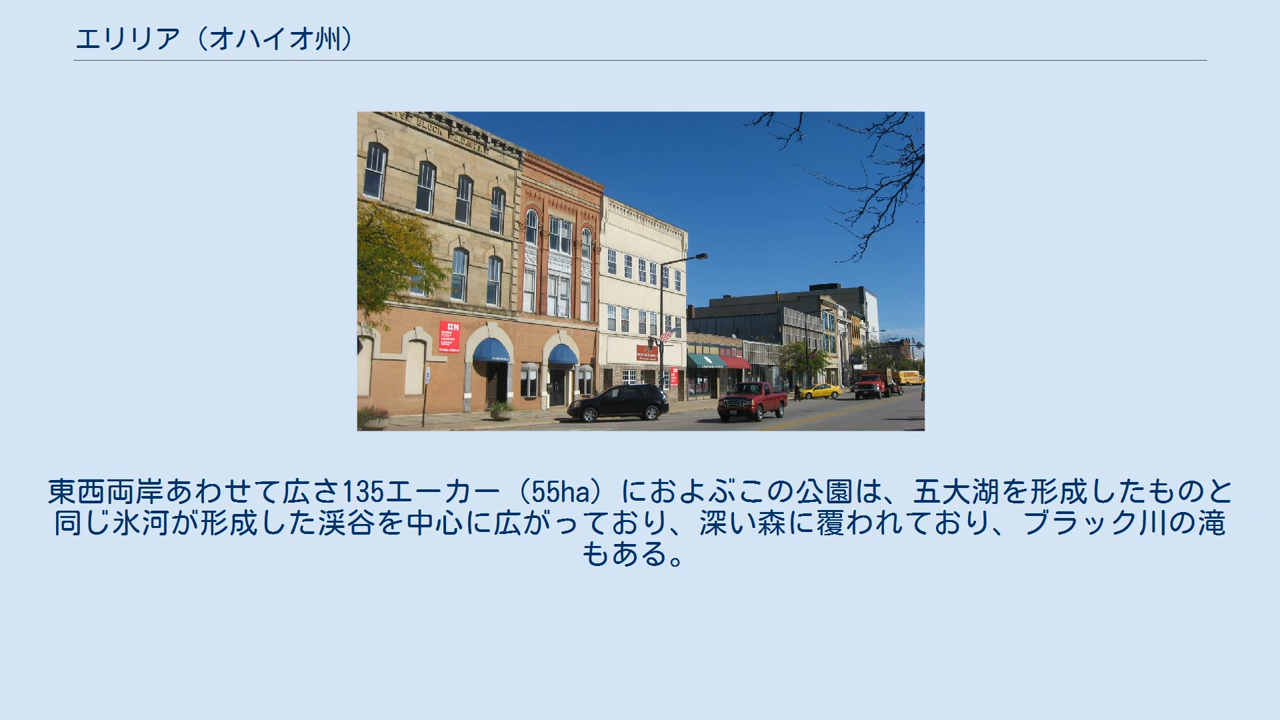 エリリア（オハイオ州）
BLOCK
東西両岸あわせて広さ135エーカー（55ha）におよぶこの公園は、五大湖を形成したものと
同じ氷河が形成した渓谷を中心に広がっており、深い森に覆われており、ブラック川の滝
もある。